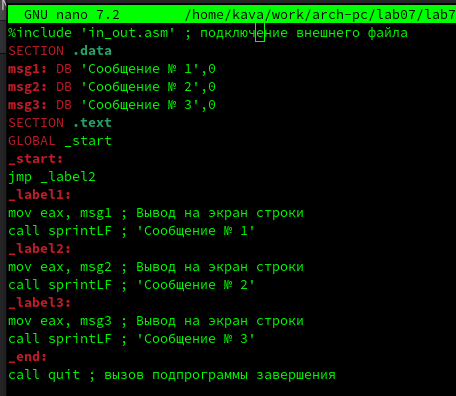 GNU nano 7.2 /home/kava/work/arch-pc/lab07/lab7
%include 'in_out.asm' ; подключение внешнего файла
SECTION .data
msg1: DB 'Сообщение № 1',0
msg2: DB 'Сообщение № 2',0
msg3: DB 'Сообщение № 3',0
SECTION .text
GLOBAL _start
_start:
jmp _label2
_label1:
mov eax, msg1 ; Вывод на экран строки
call sprintLF ; 'Сообщение № 1'
_label2:
mov eax, msg2 ; Вывод на экран строки
call sprintLF ; 'Сообщение № 2'
_label3:
mov eax, msg3 ; Вывод на экран строки
call sprintLF ; 'Сообщение № 3'
_end:
call quit ; вызов подпрограммы завершения